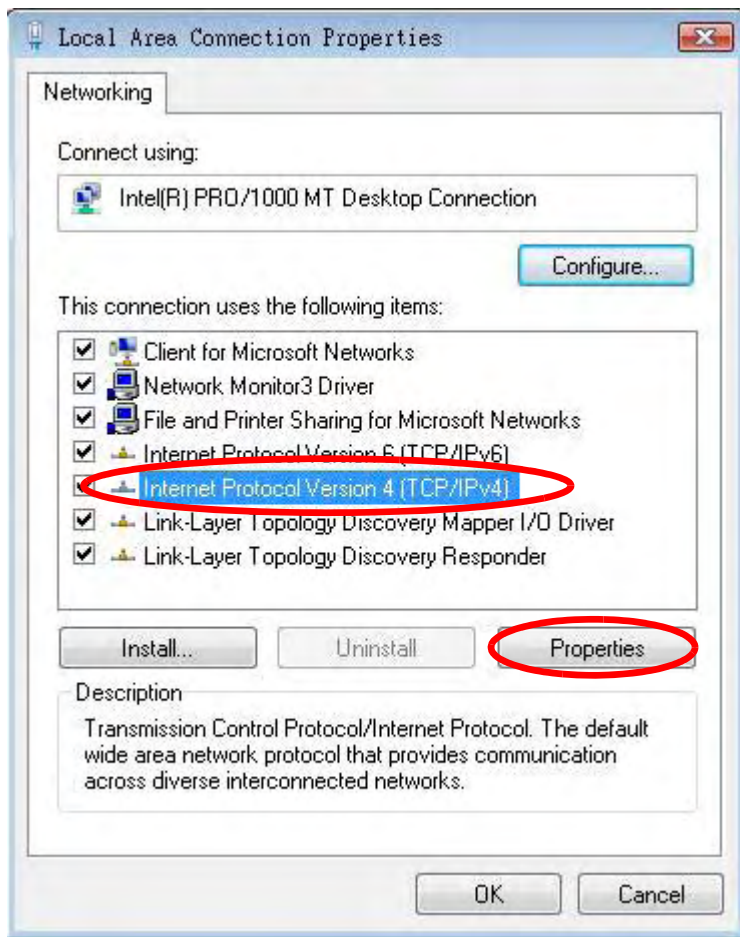 Local Area Connection Properties
Networking
Connect using:
Intel(R) PRO/1000 MT Desktop Connection
Configure...
This connection uses the following items:
Client for Microsoft Networks
Network Monitor3 Driver
File and Printer Sharing for Microsoft Networks
Internet Protocol Version 6 (TCP/IPv6)
Internet Protocol Version 4 (TCP/IPv4)
Link-Layer Topology Discovery Mapper I/O Driver
Link-Layer Topology Discovery Responder
Install... Uninstall Properties
Description
Transmission Control Protocol/Internet Protocol. The default
wide area network protocol that provides communication
across diverse interconnected networks.
OK Cancel